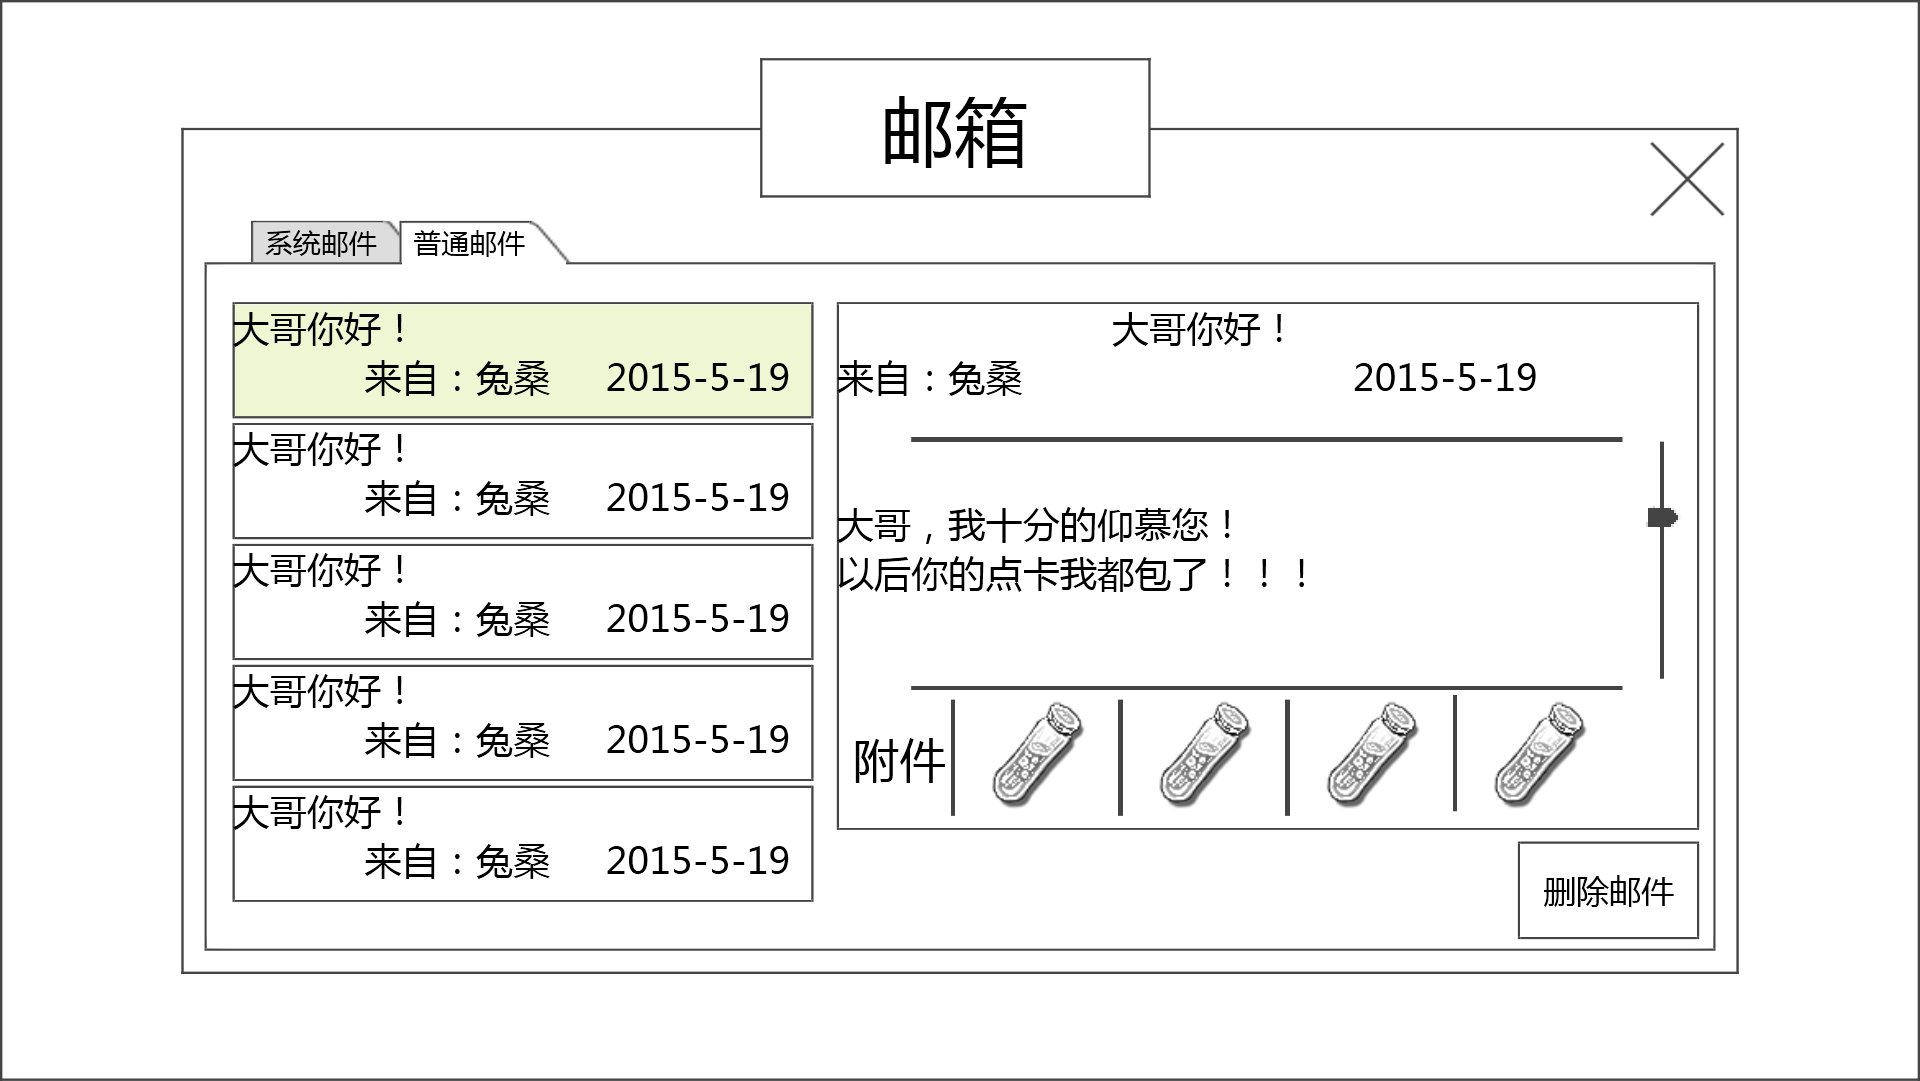 邮箱
系统邮件 普通邮件
大哥你好！
来自：兔桑 2015-5-19
大哥你好！
来自：兔桑 2015-5-19
大哥你好！
来自：兔桑 2015-5-19
大哥你好！
来自：兔桑 2015-5-19
大哥你好！
来自：兔桑 2015-5-19
大哥你好！
来自：兔桑 2015-5-19
大哥，我十分的仰慕您！
以后你的点卡我都包了！！！
附件
删除邮件